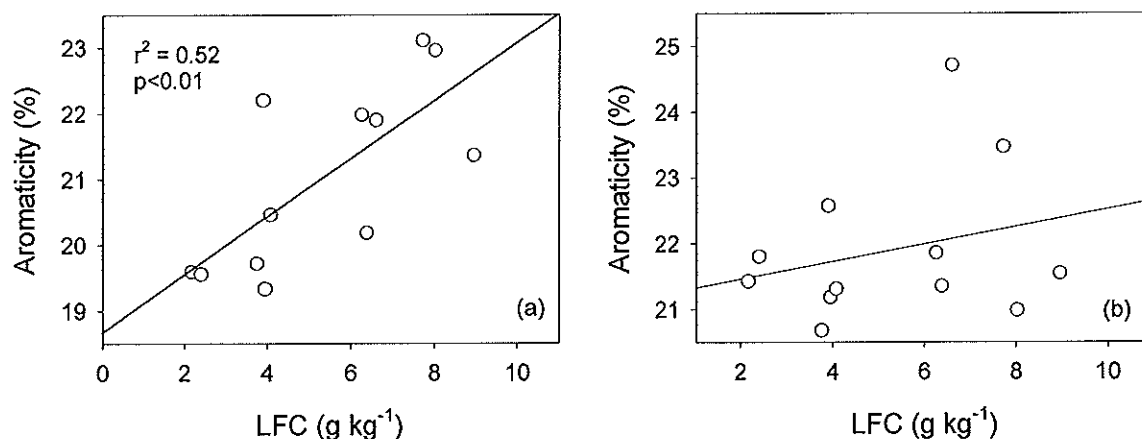 r² = 0.52
p<0.01
Aromaticity (%)
23
22
21
20
19
0 2 4 6 8 10
LFC (g kg⁻¹)
(a)
Aromaticity (%)
25
24
23
22
21
2 4 6 8 10
LFC (g kg⁻¹)
(b)